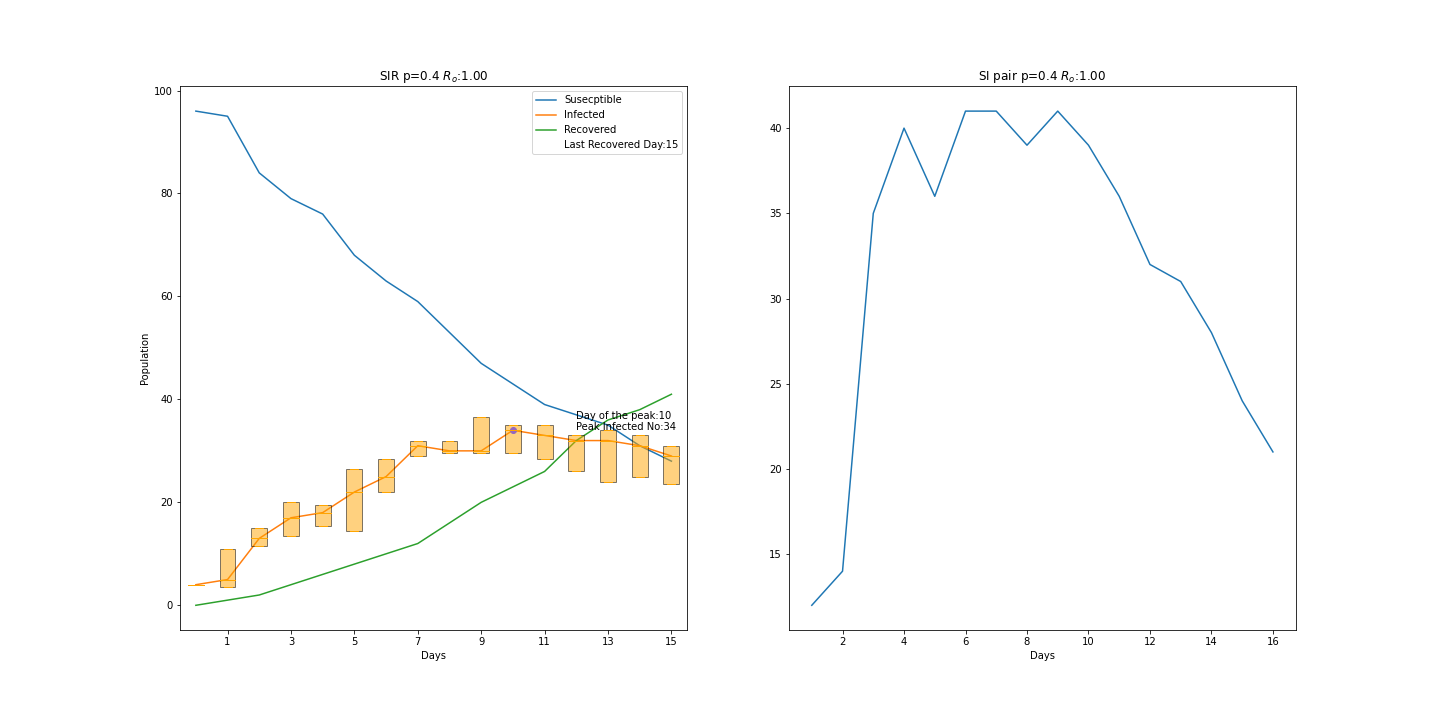 SIR p=0.4 Rₒ:1.00
Susecptible
Infected
Recovered
Last Recovered Day:15
Population
100
80
60
40
20
0
Day of the peak:10
Peak Infected No:34
1 3 5 7 9 11 13 15
Days
SI pair p=0.4 Rₒ:1.00
40
35
30
25
20
15
2 4 6 8 10 12 14 16
Days